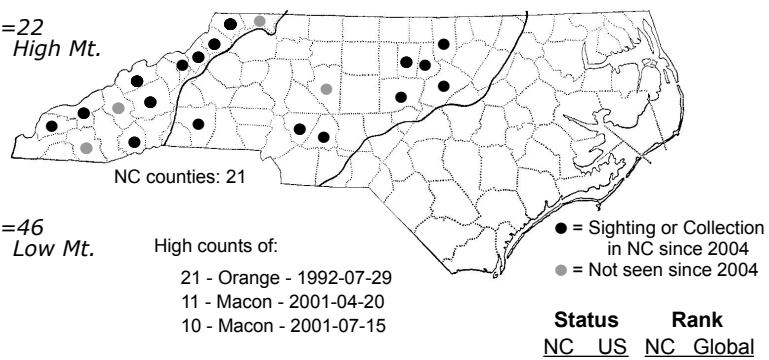 =22
High Mt.
NC counties: 21
=46
Low Mt.
High counts of:
21 - Orange - 1992-07-29
11 - Macon - 2001-04-20
10 - Macon - 2001-07-15
● = Sighting or Collection
in NC since 2004
● = Not seen since 2004
Status Rank
NC US NC Global